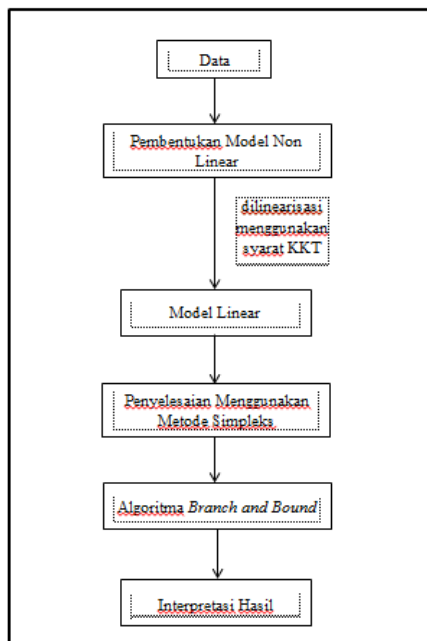 Data
Pembentukan Model Non
Linear
dilinearisasi
menggunakan
syarat KKT
Model Linear
Penyelesaian Menggunakan
Metode Simpleks
Algoritma Branch and Bound
Interpretasi Hasil